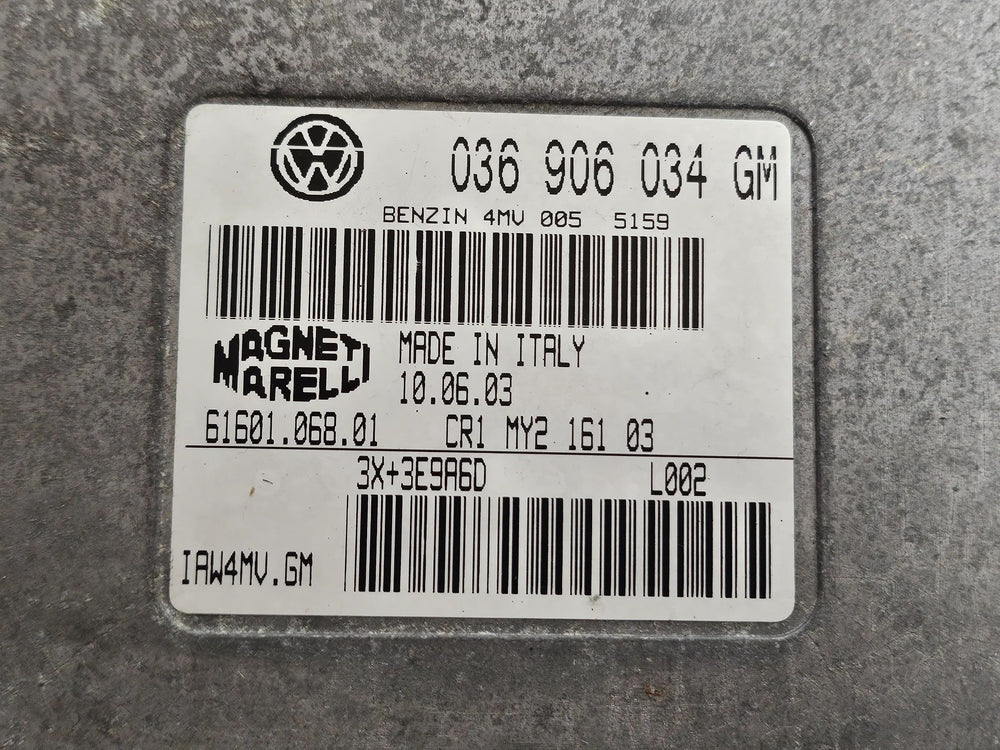 036 906 034 GM
BENZIN 4MV 005 5159
MAGNETI
MARELLI
MADE IN ITALY
10.06.03
61601.068.01 CR1 MY2 161 03
3X+3E9A6D L002
IAW4MV.GM